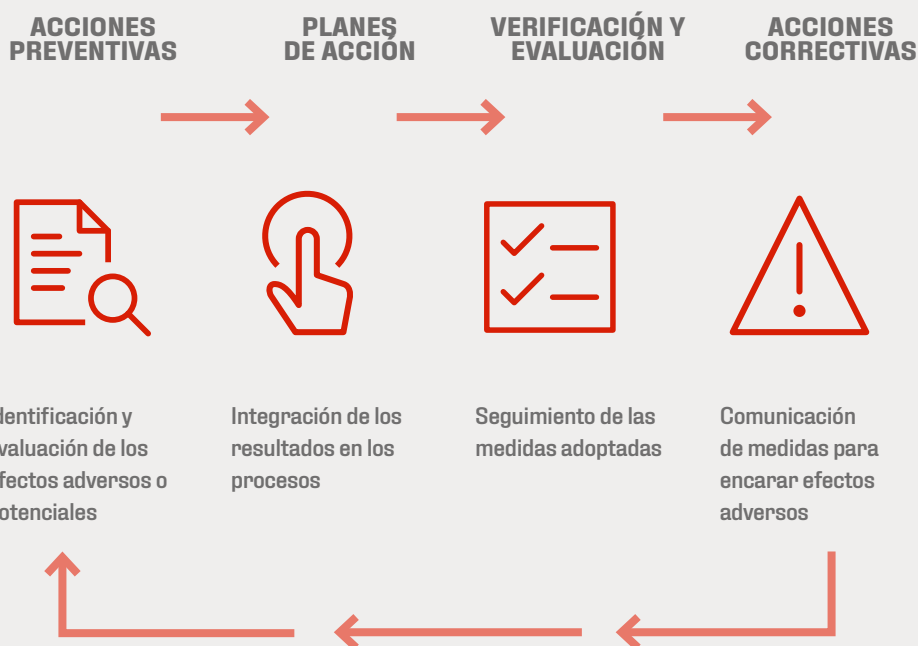 ACCIONES
PREVENTIVAS
PLANES
DE ACCIÓN
VERIFICACIÓN Y
EVALUACIÓN
ACCIONES
CORRECTIVAS
dentificación y
valuación de los
fectos adversos o
otenciales
Integración de los
resultados en los
procesos
Seguimiento de las
medidas adoptadas
Comunicación
de medidas para
encarar efectos
adversos